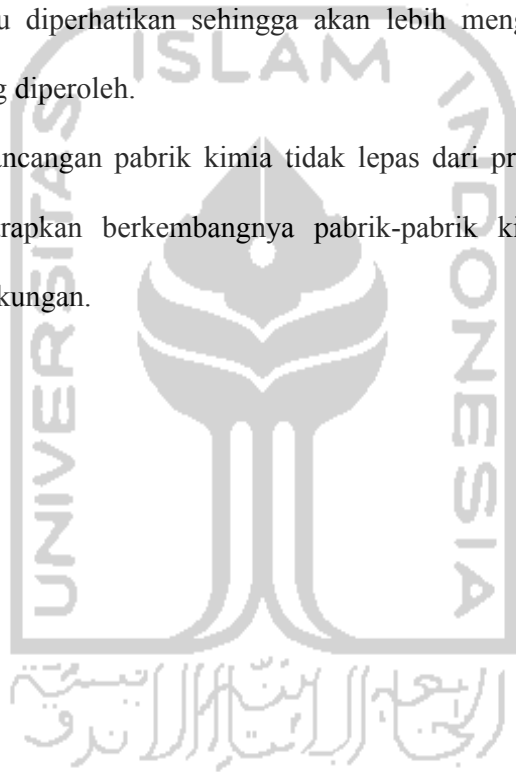 u diperhatikan sehingga akan lebih meng
g diperoleh.
ancangan pabrik kimia tidak lepas dari pr
arapkan berkembangnya pabrik-pabrik ki
kungan.
ISLAM
UNIVERSITAS
INDONESIA